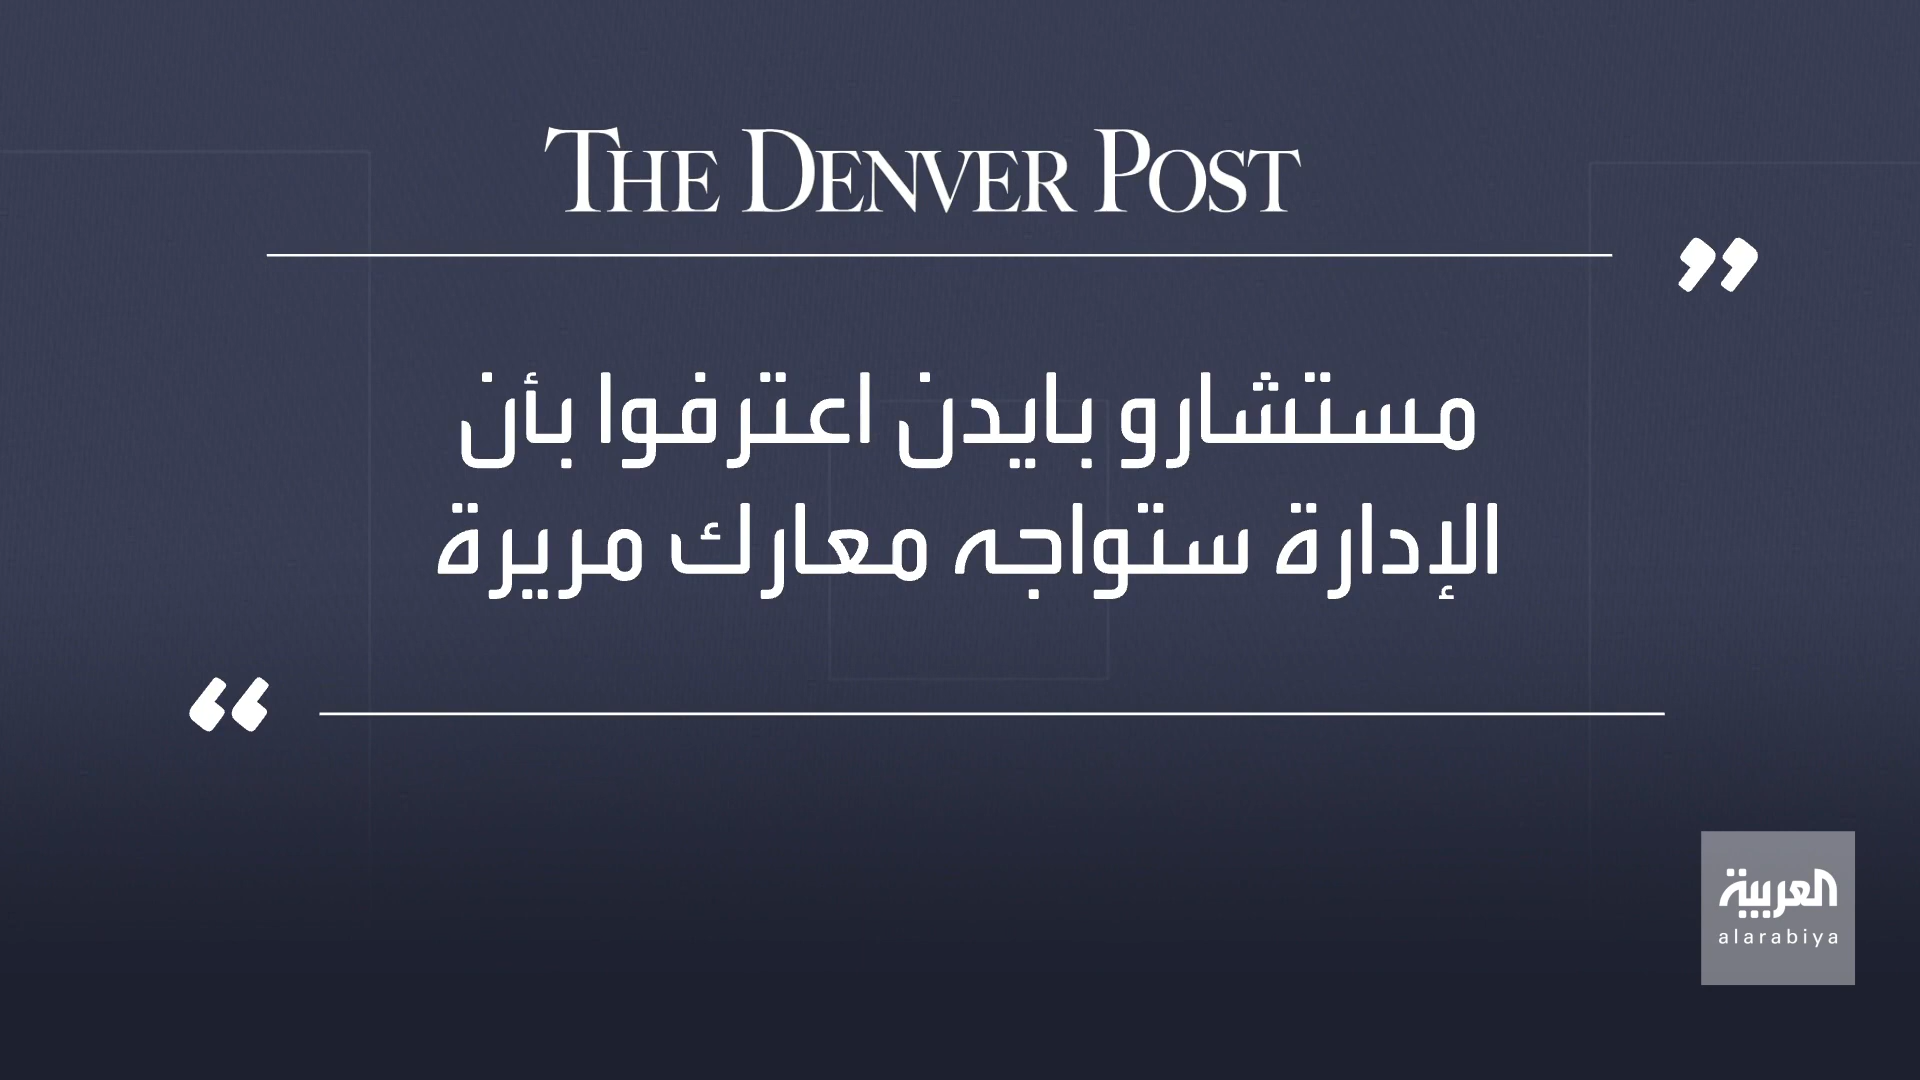 THE DENVER POST
”
مستشارو بايدن اعترفوا بأن
الإدارة ستواجه معارك مريرة
“
العربية
alarabiya